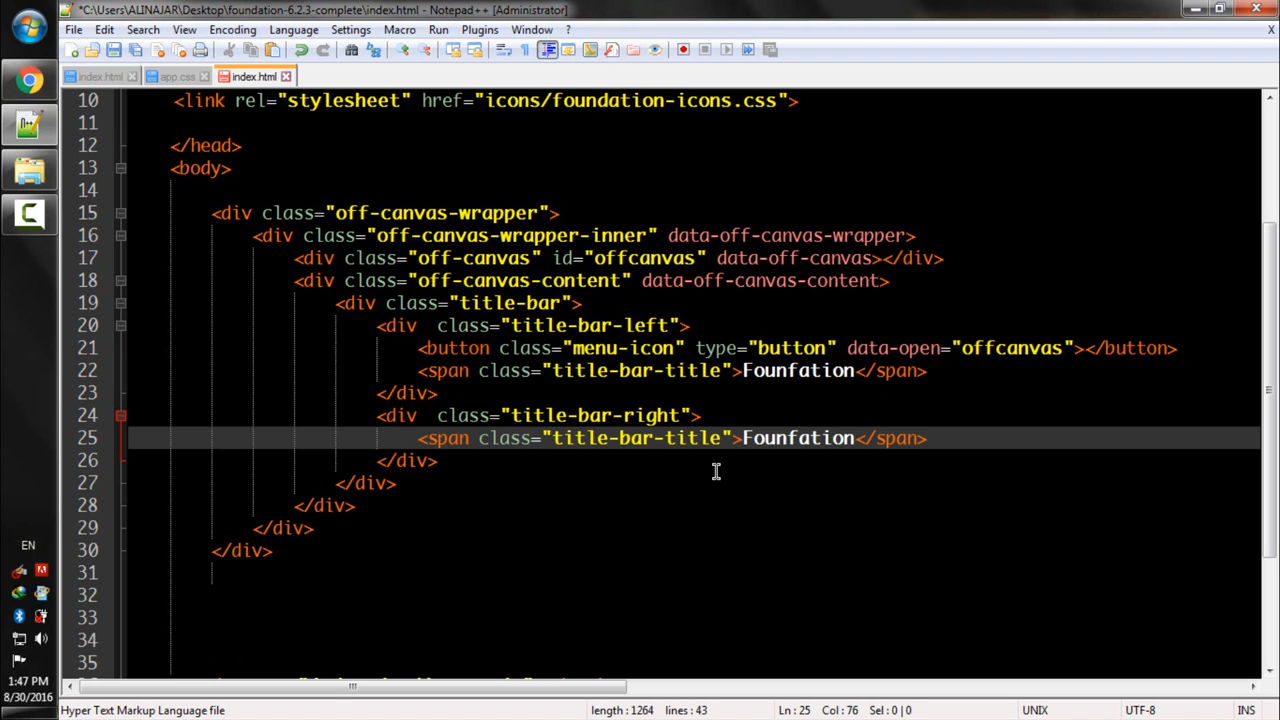 *C:\Users\ALINAJAR\Desktop\foundation-6.2.3-complete\index.html - Notepad++ [Administrator]
File Edit Search View Encoding Language Settings Macro Run Plugins Window ?
index.html app.css index.html
10 <link rel="stylesheet" href="icons/foundation-icons.css">
11
12 </head>
13 <body>
14
15 <div class="off-canvas-wrapper">
16 <div class="off-canvas-wrapper-inner" data-off-canvas-wrapper>
17 <div class="off-canvas" id="offcanvas" data-off-canvas></div>
18 <div class="off-canvas-content" data-off-canvas-content>
19 <div class="title-bar">
20 <div  class="title-bar-left">
21 <button class="menu-icon" type="button" data-open="offcanvas"></button>
22 <span class="title-bar-title">Founfation</span>
23 </div>
24 <div  class="title-bar-right">
25 <span class="title-bar-title">Founfation</span>
26 </div>
27 </div>
28 </div>
29 </div>
30 </div>
31
32
33
34
35
EN
1:47 PM
8/30/2016
Hyper Text Markup Language file length : 1264 lines : 43 Ln : 25 Col : 76 Sel : 0 | 0 UNIX UTF-8 INS